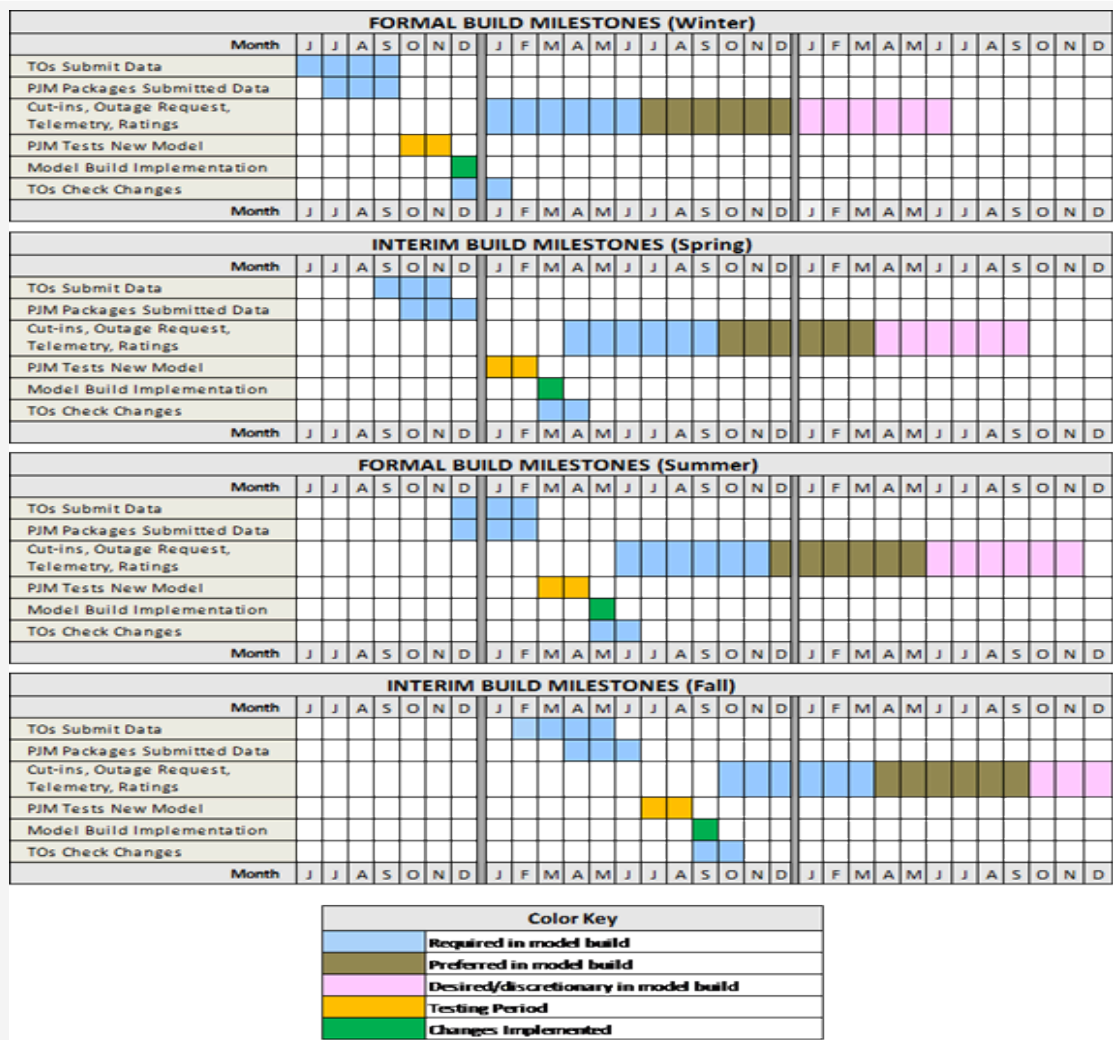 FORMAL BUILD MILESTONES (Winter)
Month J J A S O N D J F M A M J J A S O N D J F M A M J J A S O N D
TOs Submit Data
PJM Packages Submitted Data
Cut-ins, Outage Request,
Telemetry, Ratings
PJM Tests New Model
Model Build Implementation
TOs Check Changes
Month J J A S O N D J F M A M J J A S O N D J F M A M J J A S O N D
INTERIM BUILD MILESTONES (Spring)
Month J J A S O N D J F M A M J J A S O N D J F M A M J J A S O N D
TOs Submit Data
PJM Packages Submitted Data
Cut-ins, Outage Request,
Telemetry, Ratings
PJM Tests New Model
Model Build Implementation
TOs Check Changes
Month J J A S O N D J F M A M J J A S O N D J F M A M J J A S O N D
FORMAL BUILD MILESTONES (Summer)
Month J J A S O N D J F M A M J J A S O N D J F M A M J J A S O N D
TOs Submit Data
PJM Packages Submitted Data
Cut-ins, Outage Request,
Telemetry, Ratings
PJM Tests New Model
Model Build Implementation
TOs Check Changes
Month J J A S O N D J F M A M J J A S O N D J F M A M J J A S O N D
INTERIM BUILD MILESTONES (Fall)
Month J J A S O N D J F M A M J J A S O N D J F M A M J J A S O N D
TOs Submit Data
PJM Packages Submitted Data
Cut-ins, Outage Request,
Telemetry, Ratings
PJM Tests New Model
Model Build Implementation
TOs Check Changes
Month J J A S O N D J F M A M J J A S O N D J F M A M J J A S O N D
Color Key
Required in model build
Preferred in model build
Desired/discretionary in model build
Testing Period
Changes Implemented